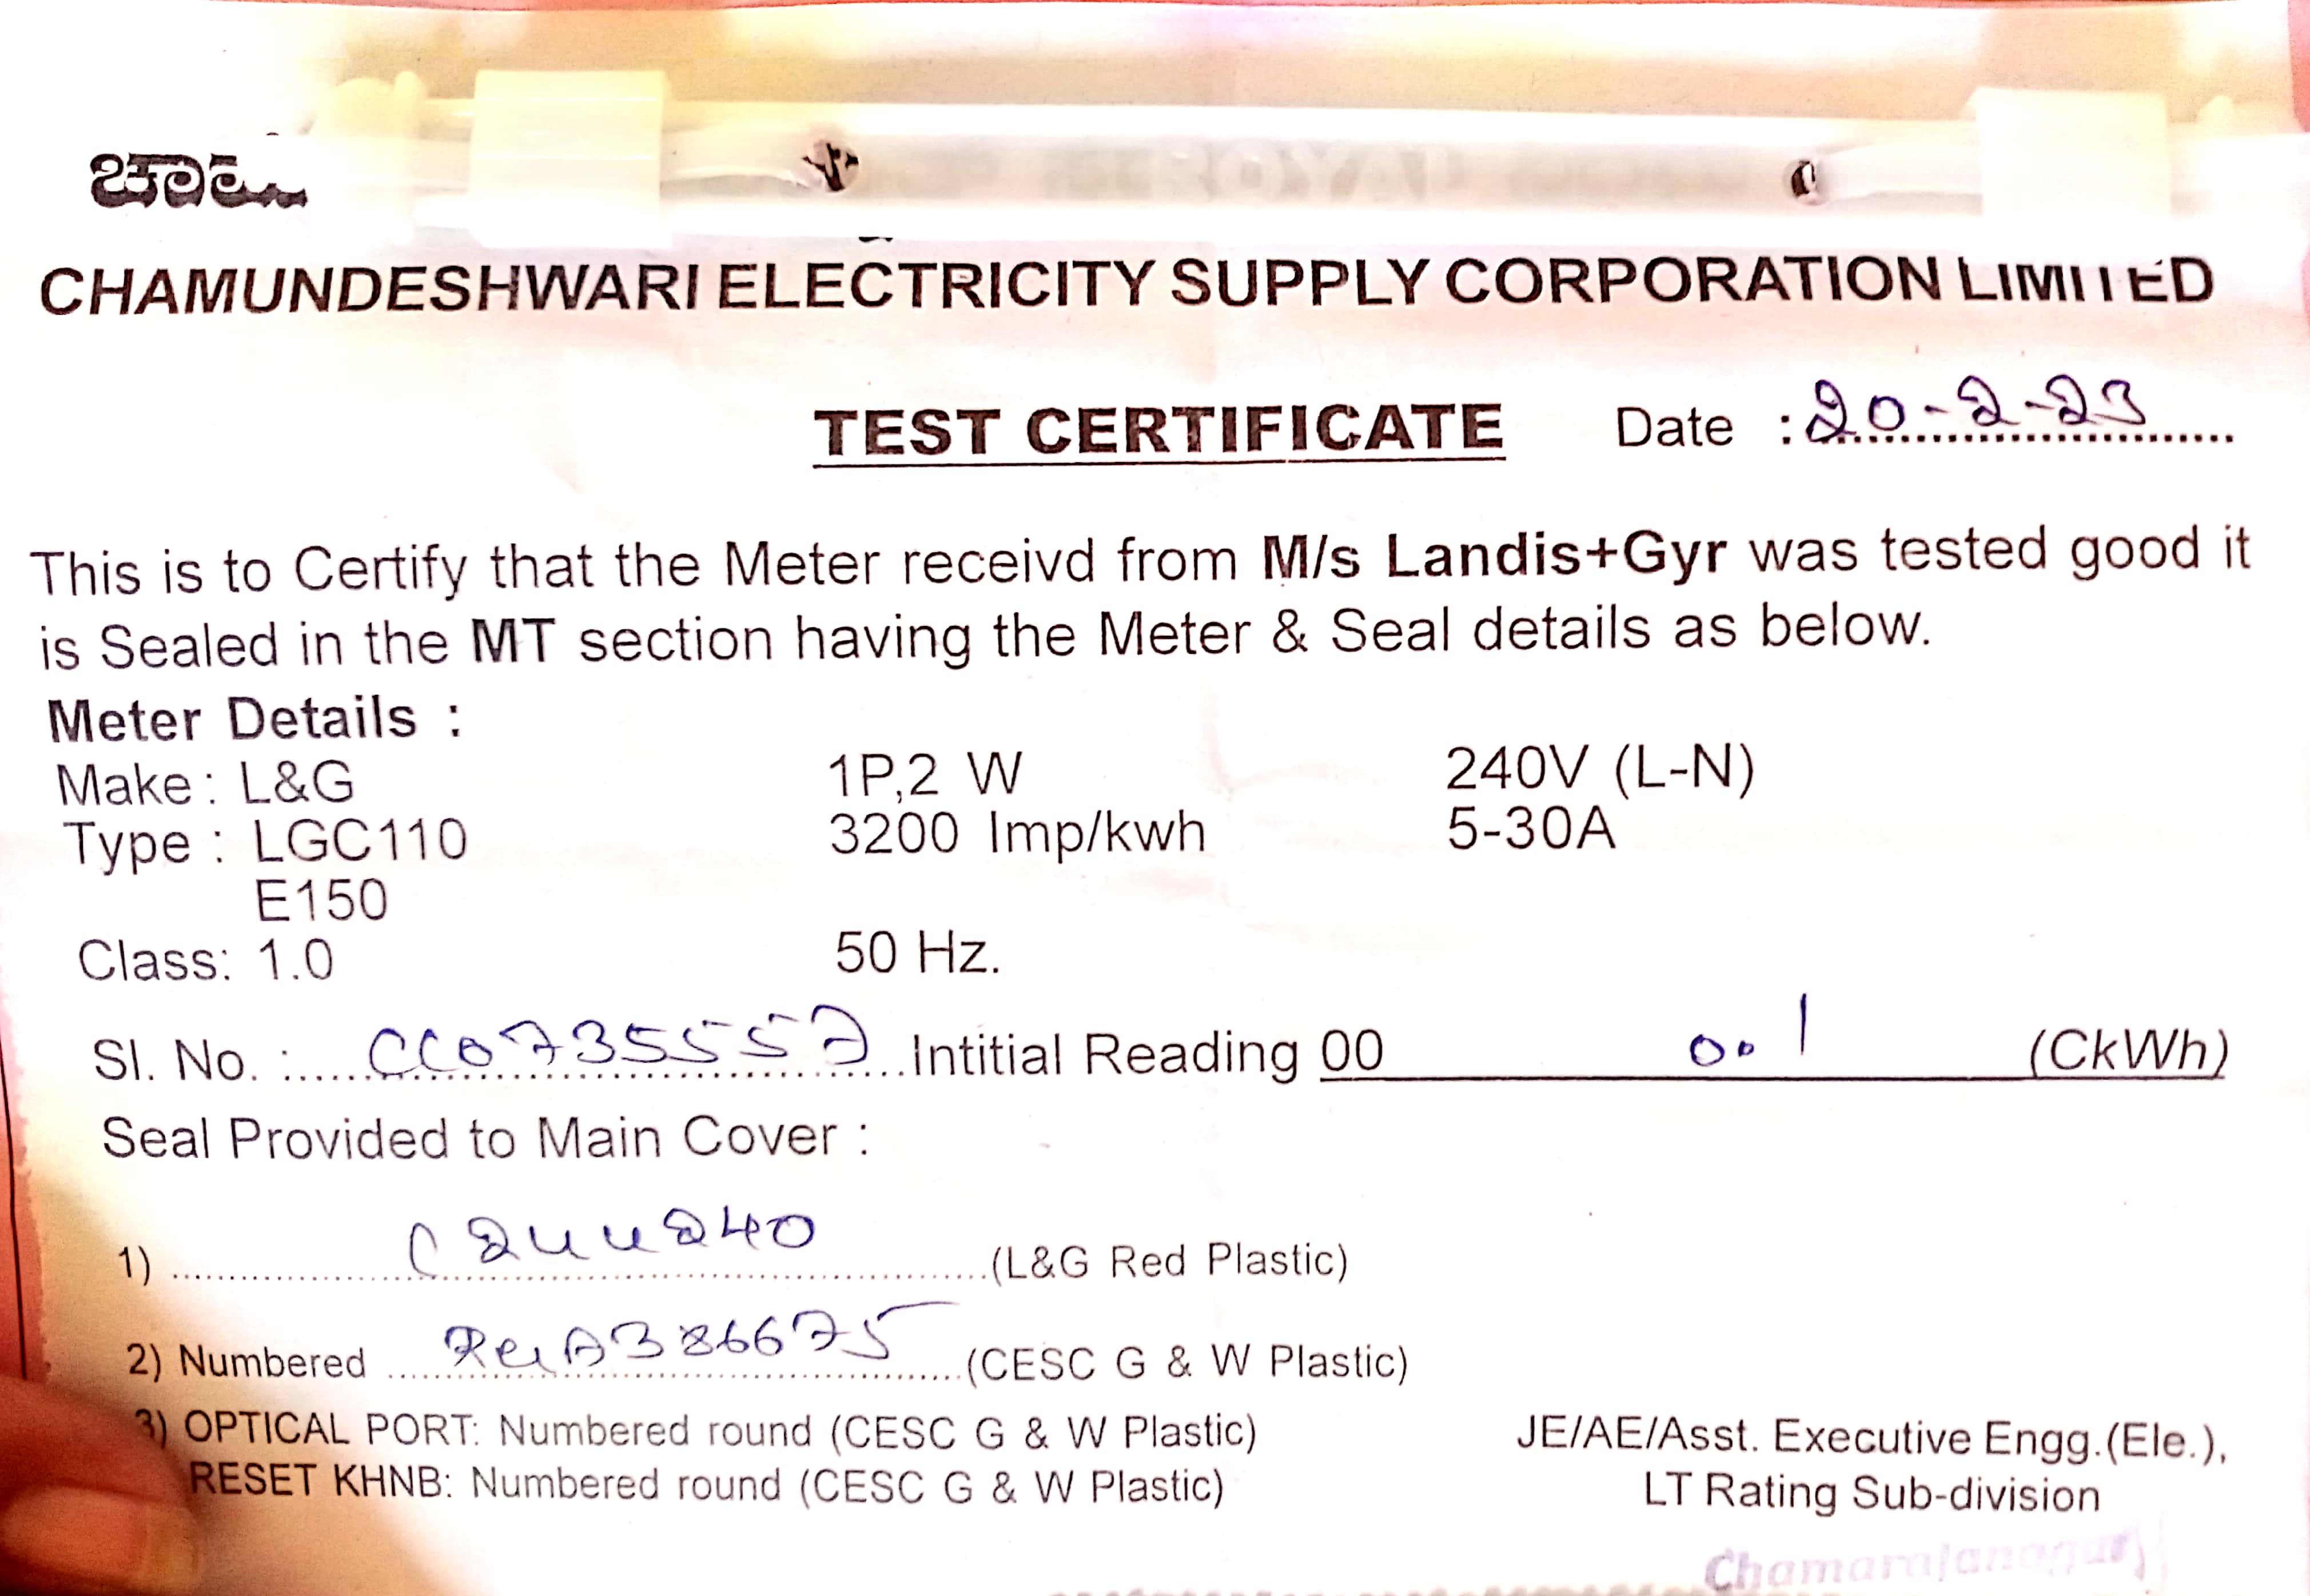 ಚಾಮ
CHAMUNDESHWARI ELECTRICITY SUPPLY CORPORATION LIMITED
TEST CERTIFICATE Date : 20-2-23
This is to Certify that the Meter receivd from M/s Landis+Gyr was tested good it
is Sealed in the MT section having the Meter & Seal details as below.
Meter Details :
Make : L&G 1P,2 W 240V (L-N)
Type : LGC110 3200 Imp/kwh 5-30A
E150
Class: 1.0 50 Hz.
Sl. No. : CC0735557 Intitial Reading 00 00.1 (CkWh)
Seal Provided to Main Cover :
1) C244240 (L&G Red Plastic)
2) Numbered A386675 (CESC G & W Plastic)
3) OPTICAL PORT: Numbered round (CESC G & W Plastic)
RESET KHNB: Numbered round (CESC G & W Plastic)
JE/AE/Asst. Executive Engg.(Ele.),
LT Rating Sub-division
Chamarajanagar